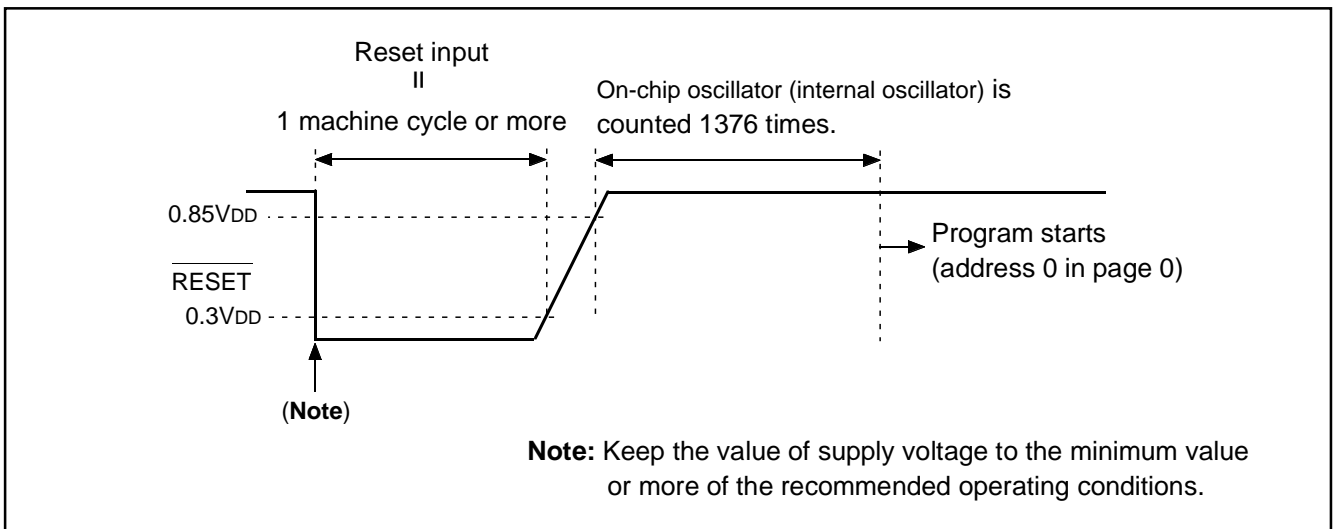 Reset input
=
1 machine cycle or more
On-chip oscillator (internal oscillator) is
counted 1376 times.
0.85VDD
RESET
0.3VDD
Program starts
(address 0 in page 0)
(Note)
Note: Keep the value of supply voltage to the minimum value
or more of the recommended operating conditions.